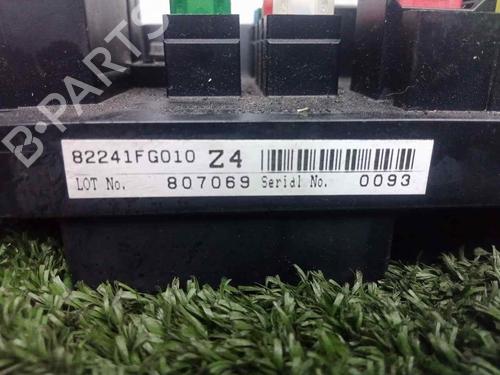 B-PARTS
82241FG010 Z4
LOT No. 807069 Serial No. 0093